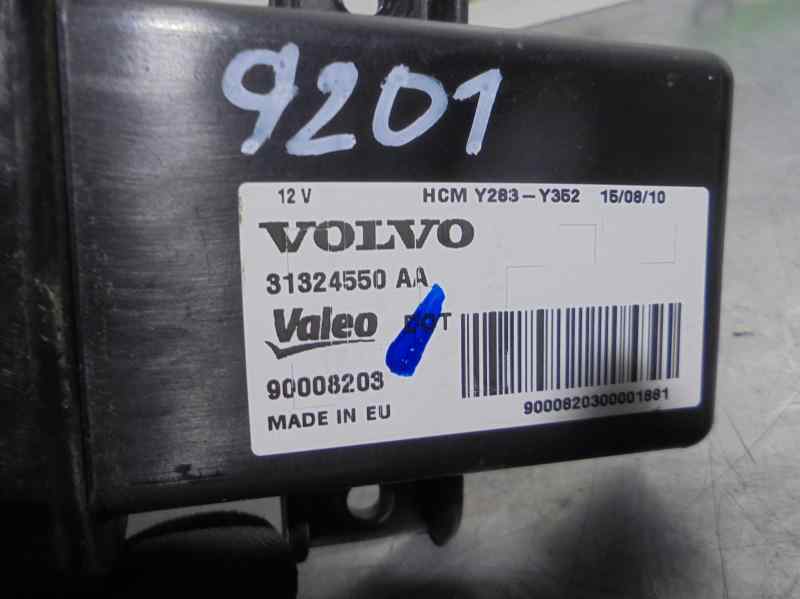 9201
12 V HCM Y283-Y352 15/08/10
VOLVO
31324550 AA
Valeo
90008203
MADE IN EU
9000820300001881